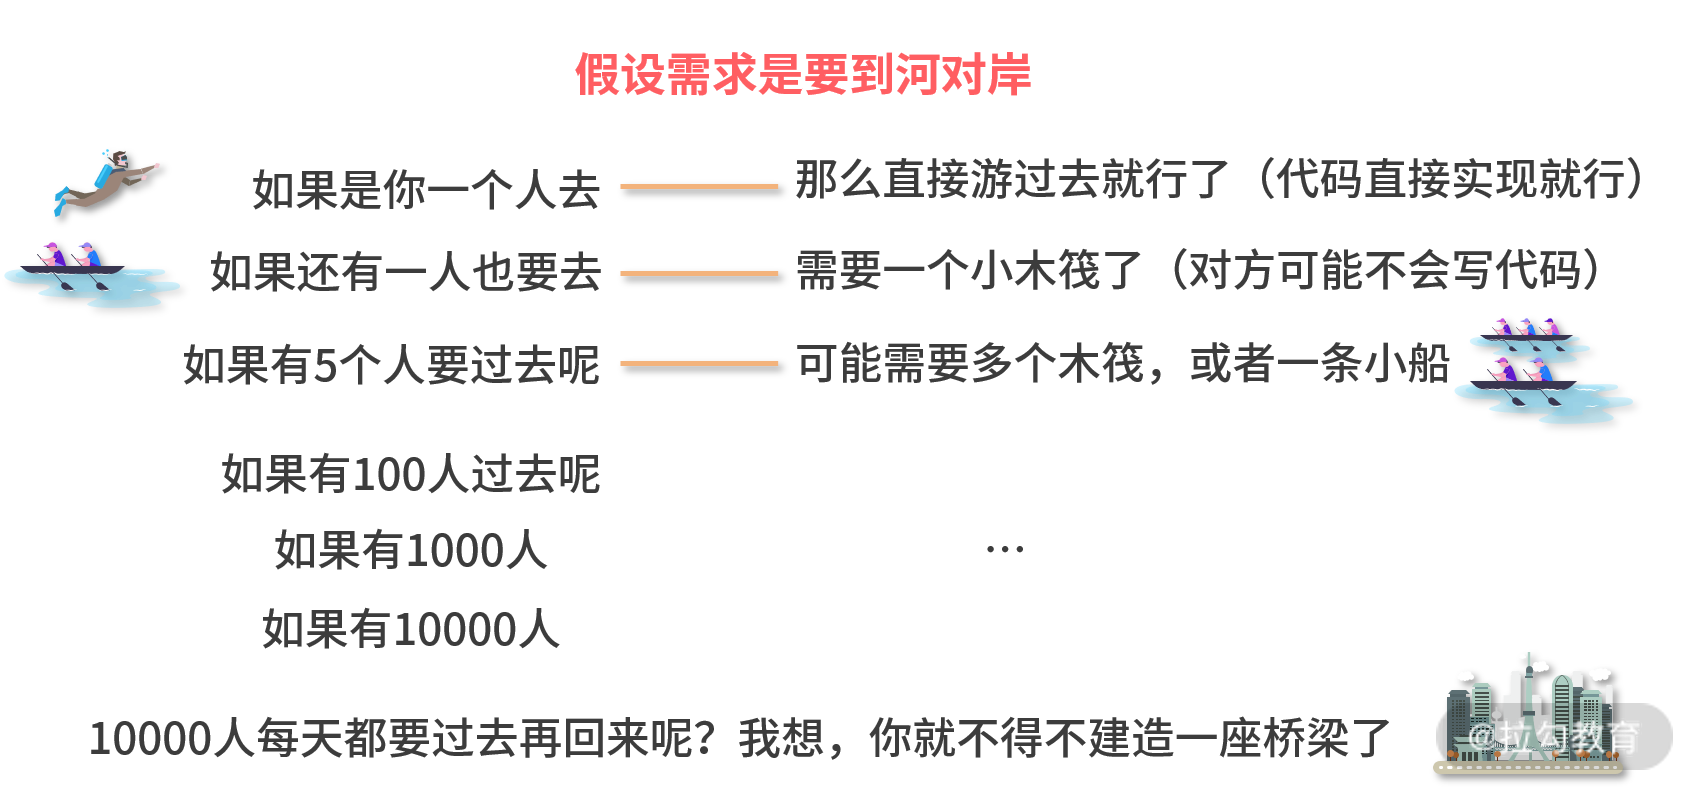 假设需求是要到河对岸
如果是你一个人去 那么直接游过去就行了（代码直接实现就行）
如果还有一人也要去 需要一个小木筏了（对方可能不会写代码）
如果有5个人要过去呢 可能需要多个木筏，或者一条小船
如果有100人过去呢
如果有1000人 …
如果有10000人
10000人每天都要过去再回来呢？我想，你就不得不建造一座桥梁了
@拉勾教育